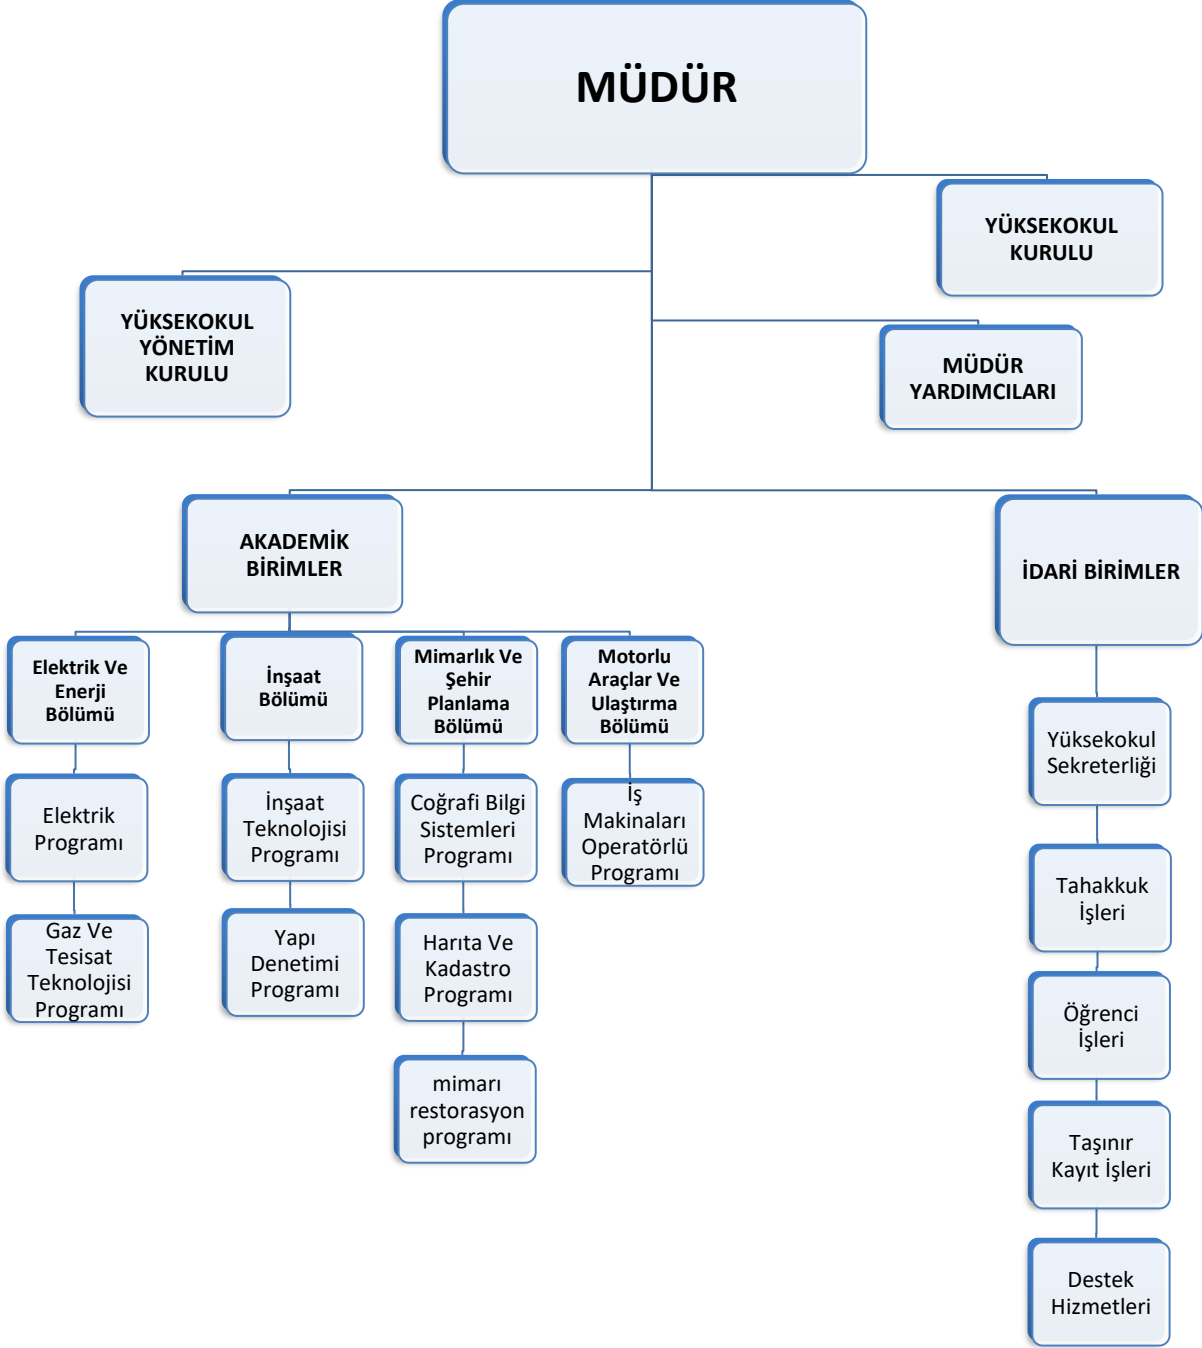 MÜDÜR
YÜKSEKOKUL
KURULU
YÜKSEKOKUL
YÖNETİM
KURULU
MÜDÜR
YARDIMCILARI
AKADEMİK
BİRİMLER
İDARİ BİRİMLER
Elektrik Ve
Enerji
Bölümü
Elektrik
Programı
Gaz Ve
Tesisat
Teknolojisi
Programı
İnşaat
Bölümü
İnşaat
Teknolojisi
Programı
Yapı
Denetimi
Programı
Mimarlık Ve
Şehir
Planlama
Bölümü
Coğrafi Bilgi
Sistemleri
Programı
Harıta Ve
Kadastro
Programı
mimarı
restorasyon
programı
Motorlu
Araçlar Ve
Ulaştırma
Bölümü
İş
Makinaları
Operatörlü
Programı
Yüksekokul
Sekreterliği
Tahakkuk
İşleri
Öğrenci
İşleri
Taşınır
Kayıt İşleri
Destek
Hizmetleri